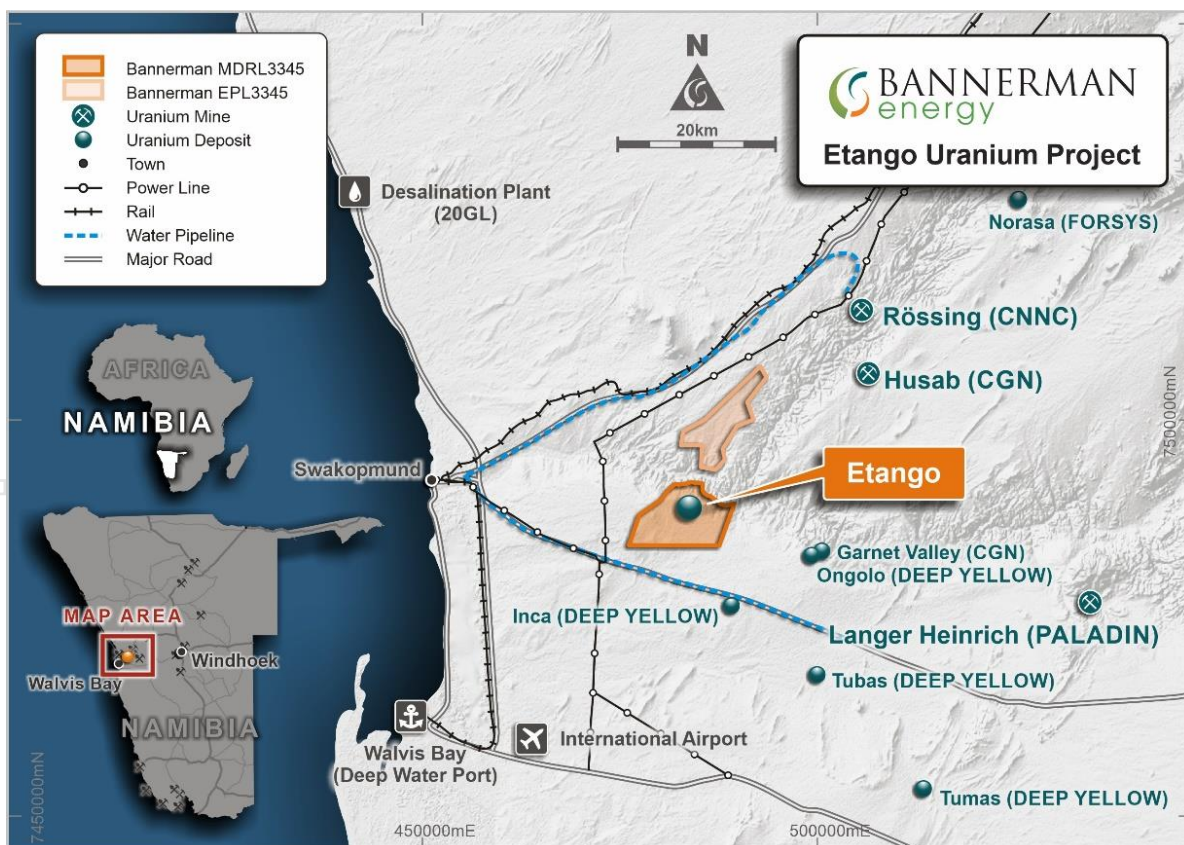 Bannerman MDRL3345
Bannerman EPL3345
Uranium Mine
Uranium Deposit
Town
Power Line
Rail
Water Pipeline
Major Road
N
20km
BANNERMAN
energy
Etango Uranium Project
Desalination Plant
(20GL)
Norasa (FORSYS)
Rössing (CNNC)
Husab (CGN)
7500000mN
AFRICA
NAMIBIA
Swakopmund
Etango
Garnet Valley (CGN)
Ongolo (DEEP YELLOW)
Inca (DEEP YELLOW)
Langer Heinrich (PALADIN)
MAP AREA
Windhoek
Walvis Bay
NAMIBIA
Tubas (DEEP YELLOW)
International Airport
Walvis Bay
(Deep Water Port)
Tumas (DEEP YELLOW)
7450000mN
450000mE
500000mE